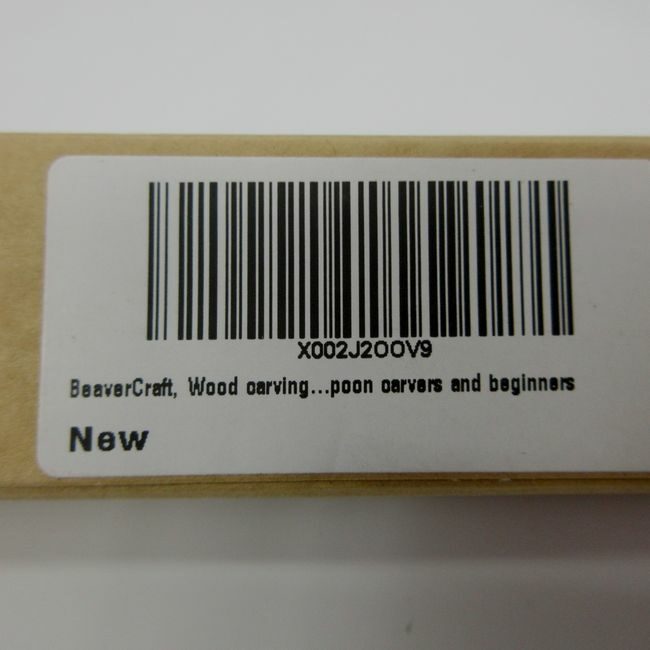 X002J2OOV9
BeaverCraft, Wood carving...poon carvers and beginners
New